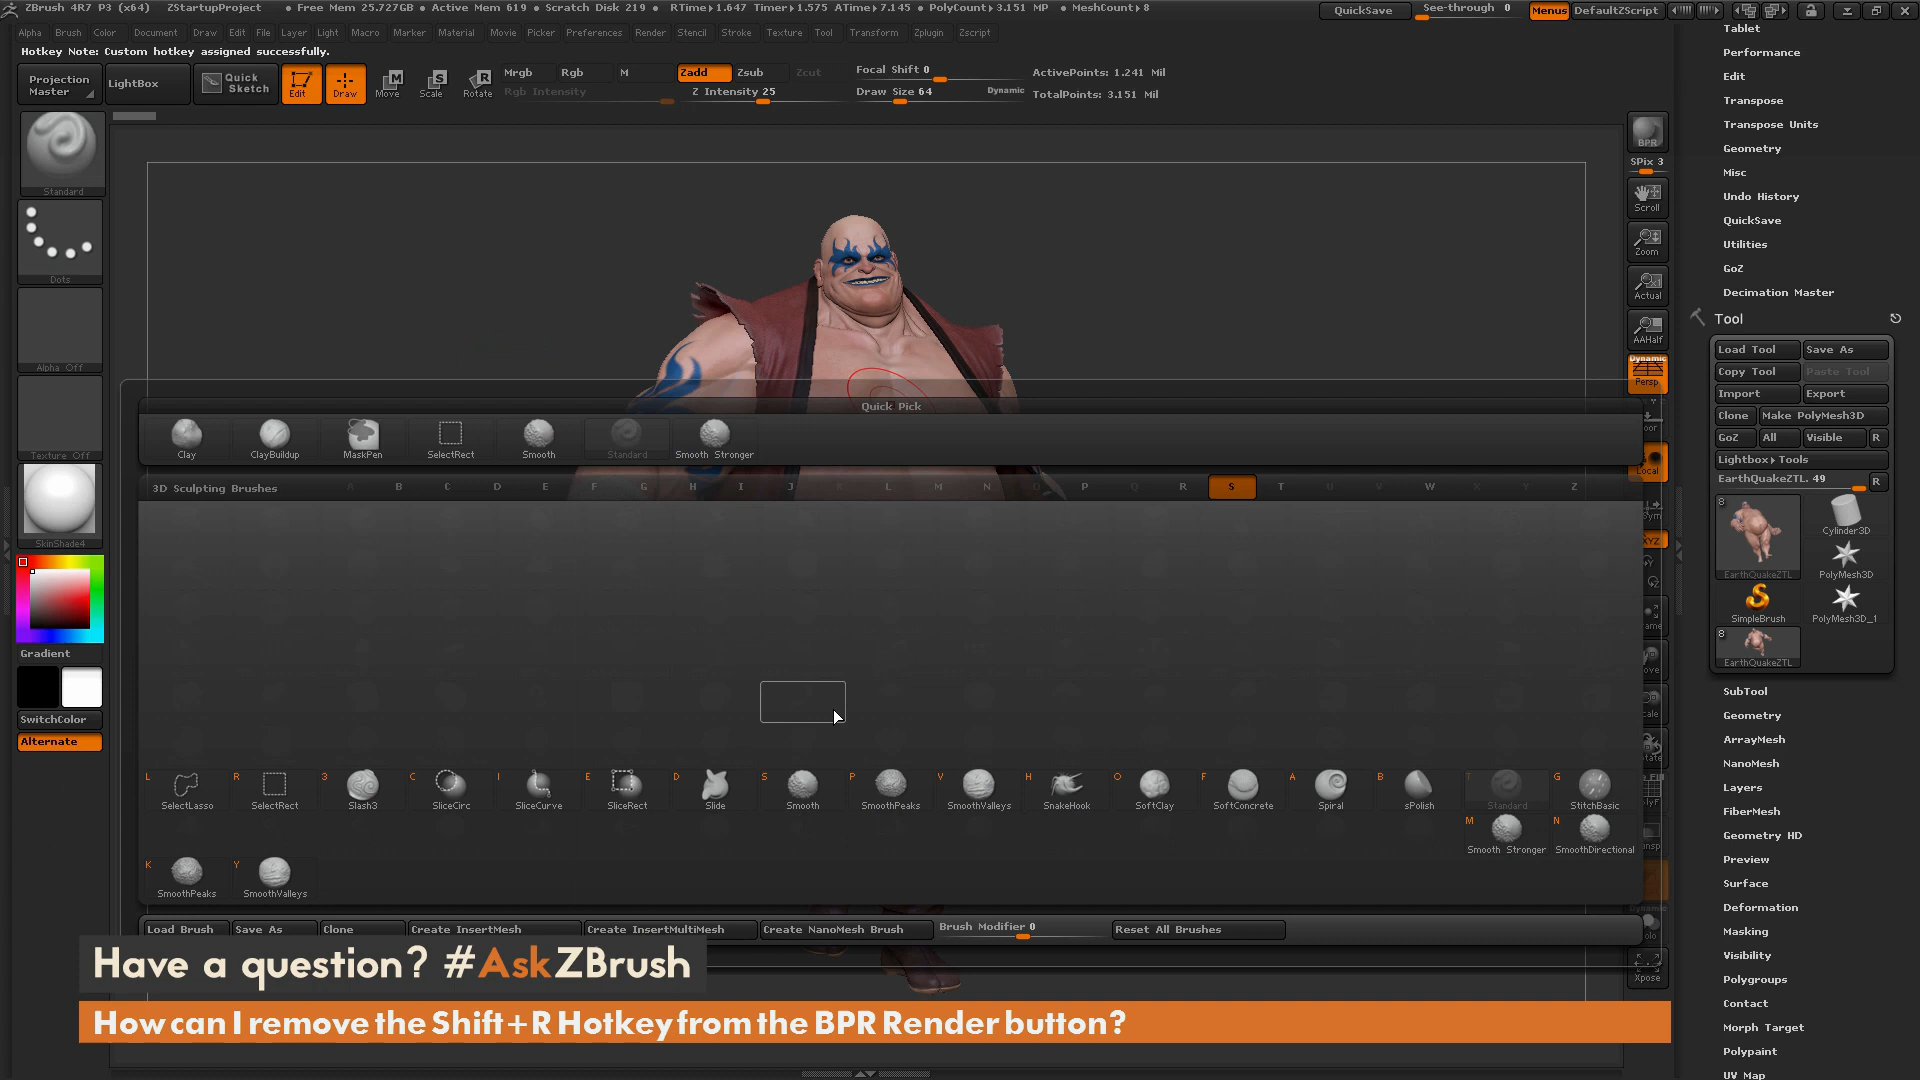 ZBrush 4R7 P3 (x64) ZStartupProject • Free Mem 25.727GB • Active Mem 619 • Scratch Disk 219 • RTime▸1.647 Timer▸1.575 ATime▸7.145 • PolyCount▸3.151 MP • MeshCount▸8 QuickSave See-through 0 Menus DefaultZScript
Alpha Brush Color Document Draw Edit File Layer Light Macro Marker Material Movie Picker Preferences Render Stencil Stroke Texture Tool Transform Zplugin Zscript
Hotkey Note: Custom hotkey assigned successfully.
Projection Master LightBox Quick Sketch Edit Draw Move Scale Rotate
Mrgb Rgb M Zadd Zsub Zcut Focal Shift 0 ActivePoints: 1.241 Mil
Rgb Intensity Z Intensity 25 Draw Size 64 Dynamic TotalPoints: 3.151 Mil
Standard
Dots
Alpha Off
Texture Off
SkinShade4
Gradient
SwitchColor
Alternate
Quick Pick
Clay ClayBuildup MaskPen SelectRect Smooth Standard Smooth Stronger
3D Sculpting Brushes A B C D E F G H I J K L M N O P Q R S T U V W X Y Z
L R 3 C I E D S P V H O F A B T G
SelectLasso SelectRect Slash3 SliceCirc SliceCurve SliceRect Slide Smooth SmoothPeaks SmoothValleys SnakeHook SoftClay SoftConcrete Spiral sPolish Standard StitchBasic
M N
Smooth Stronger SmoothDirectional
K Y
SmoothPeaks SmoothValleys
Load Brush Save As Clone Create InsertMesh Create InsertMultiMesh Create NanoMesh Brush Brush Modifier 0 Reset All Brushes
Have a question? #AskZBrush
How can I remove the Shift+R Hotkey from the BPR Render button?
BPR
SPix 3
Scroll
Zoom
Actual
AAHalf
Dynamic
Persp
Local
XYZ
Xpose
Tablet
Performance
Edit
Transpose
Transpose Units
Geometry
Misc
Undo History
QuickSave
Utilities
GoZ
Decimation Master
Tool
Load Tool Save As
Copy Tool Paste Tool
Import Export
Clone Make PolyMesh3D
GoZ All Visible R
Lightbox▸Tools
EarthQuakeZTL. 49 R
8
Cylinder3D
EarthQuakeZTL PolyMesh3D
SimpleBrush PolyMesh3D_1
8
EarthQuakeZTL
SubTool
Geometry
ArrayMesh
NanoMesh
Layers
FiberMesh
Geometry HD
Preview
Surface
Deformation
Masking
Visibility
Polygroups
Contact
Morph Target
Polypaint
UV Map